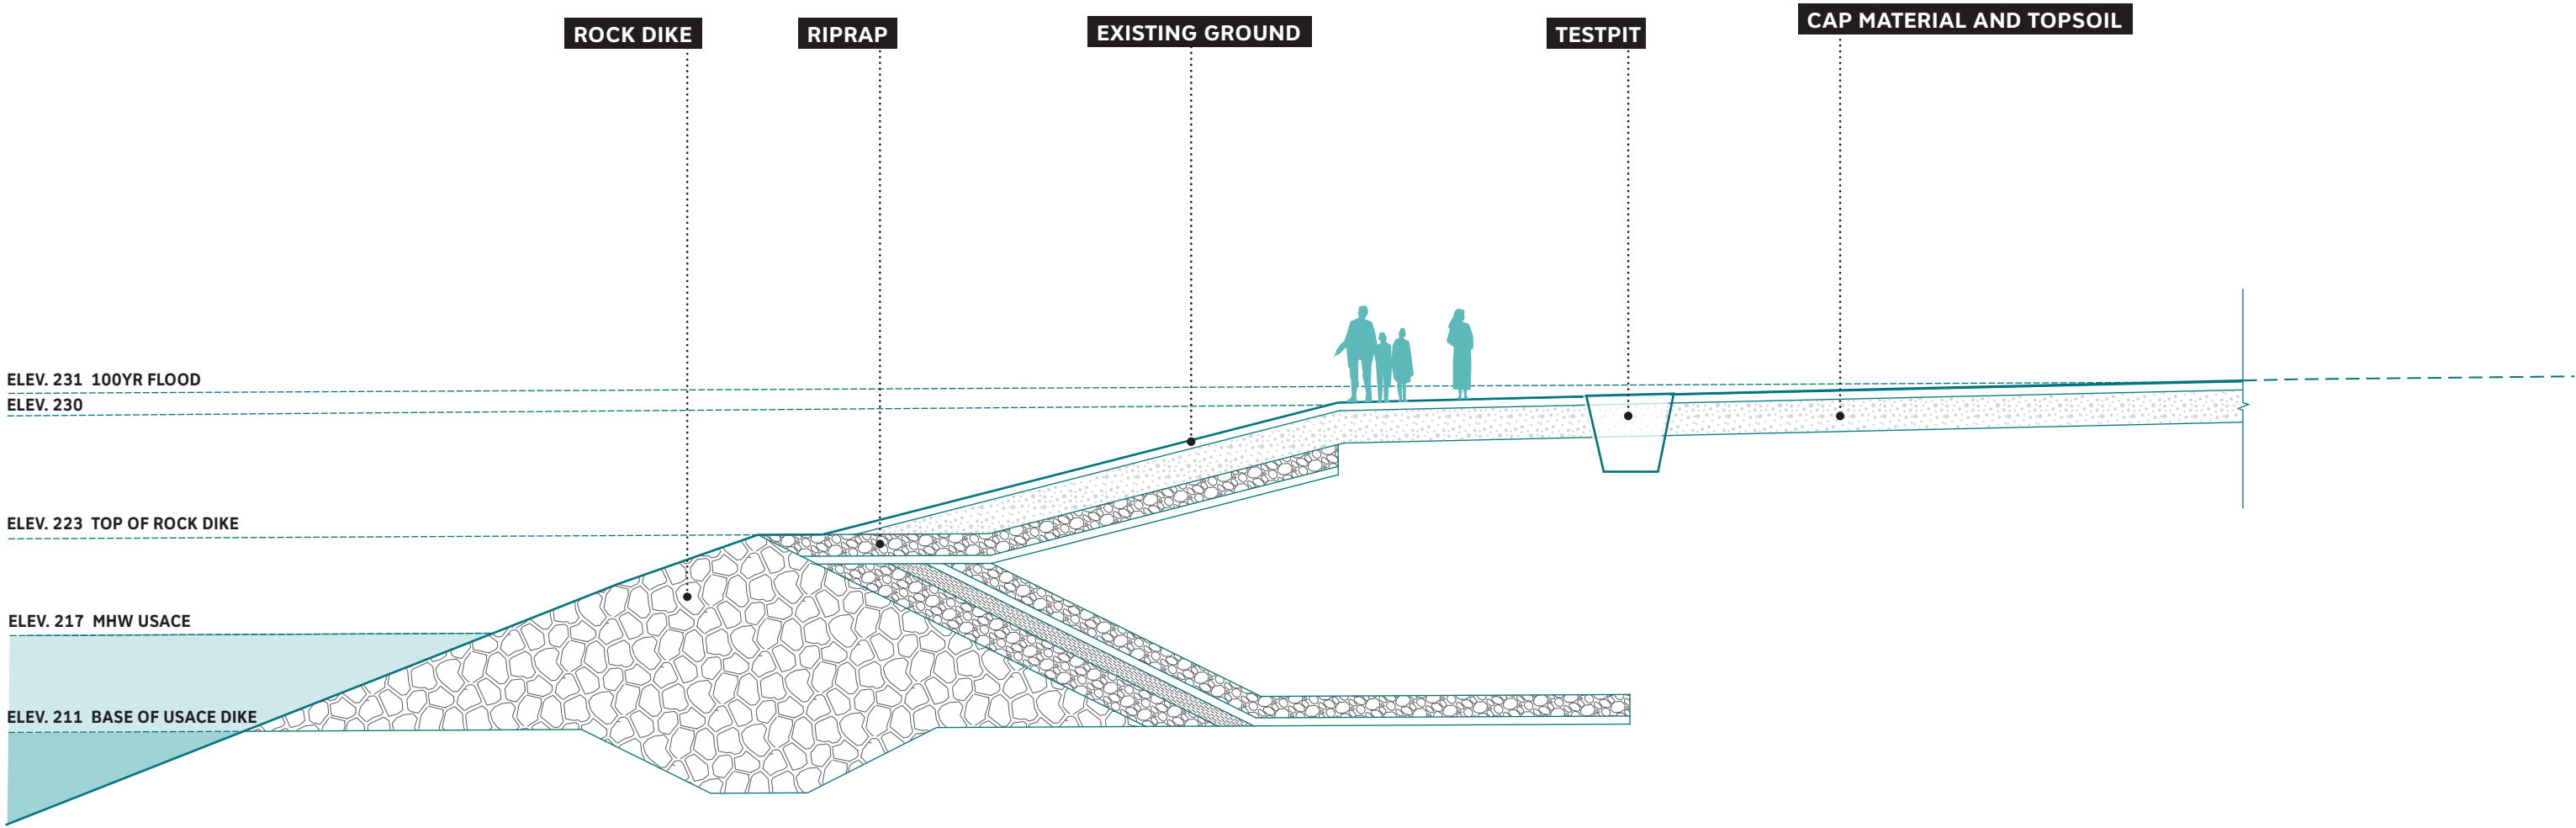 ROCK DIKE
RIPRAP
EXISTING GROUND
TESTPIT
CAP MATERIAL AND TOPSOIL
ELEV. 231 100YR FLOOD
ELEV. 230
ELEV. 223 TOP OF ROCK DIKE
ELEV. 217 MHW USACE
ELEV. 211 BASE OF USACE DIKE